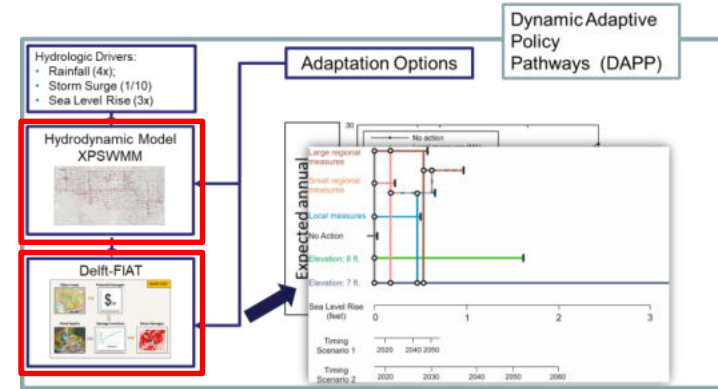 Dynamic Adaptive
Policy
Pathways (DAPP)
Hydrologic Drivers:
• Rainfall (4x);
• Storm Surge (1/10)
• Sea Level Rise (3x)
Adaptation Options
Hydrodynamic Model
XPSWMM
Delft-FIAT
Expected annual
30
No action
Large regional
measures
Small regional
measures
Local measures
No Action
Elevation: 6 ft.
Elevation: 7 ft.
Sea Level Rise
(feet)
0 1 2 3
Timing
Scenario 1
2020 2040 2050
Timing
Scenario 2
2020 2030 2040 2050 2060